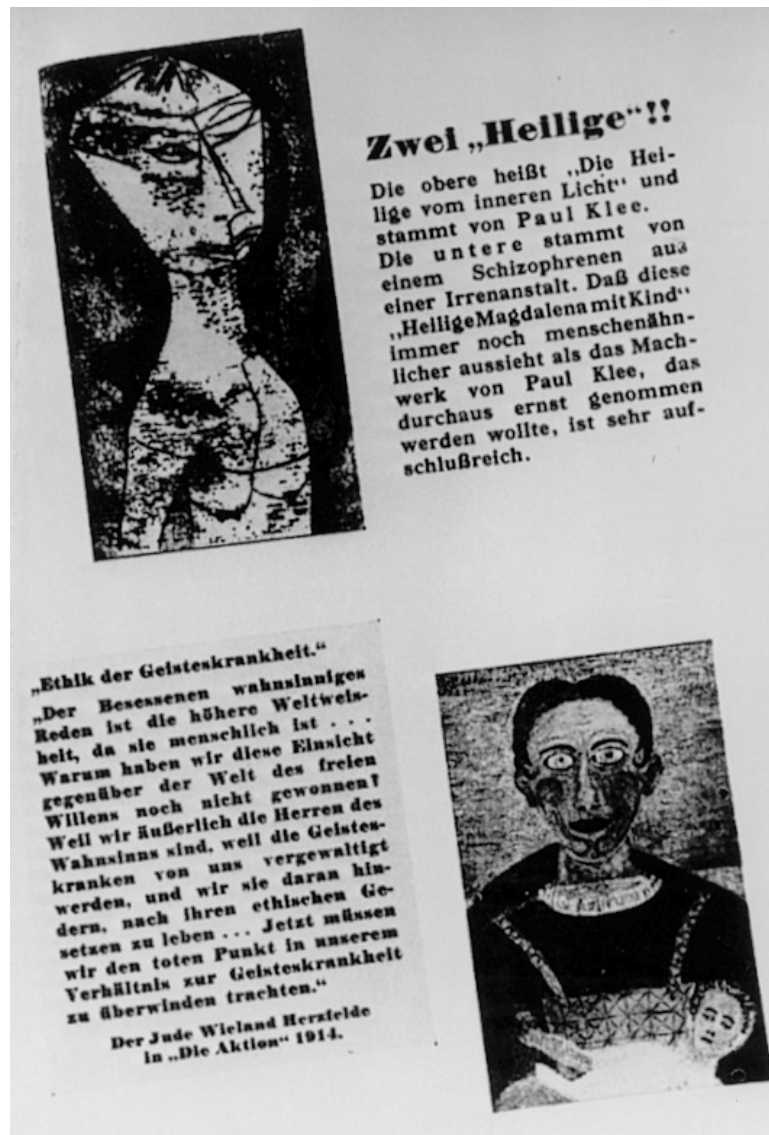 Zwei „Heilige“!!
Die obere heißt „Die Hei-
lige vom inneren Licht“ und
stammt von Paul Klee.
Die untere stammt von
einem Schizophrenen aus
einer Irrenanstalt. Daß diese
„Heilige Magdalena mit Kind“
immer noch menschenähn-
licher aussieht als das Mach-
werk von Paul Klee, das
durchaus ernst genommen
werden wollte, ist sehr auf-
schlußreich.
„Ethik der Geisteskrankheit.“
„Der Besessenen wahnsinniges
Reden ist die höhere Weltweis-
heit, da sie menschlich ist . . .
Warum haben wir diese Einsicht
gegenüber der Welt des freien
Willens noch nicht gewonnen?
Weil wir äußerlich die Herren des
Wahnsinns sind, weil die Geistes-
kranken von uns vergewaltigt
werden, und wir sie daran hin-
dern, nach ihren ethischen Ge-
setzen zu leben . . . Jetzt müssen
wir den toten Punkt in unserem
Verhältnis zur Geisteskrankheit
zu überwinden trachten.“
Der Jude Wieland Herzfelde
in „Die Aktion“ 1914.